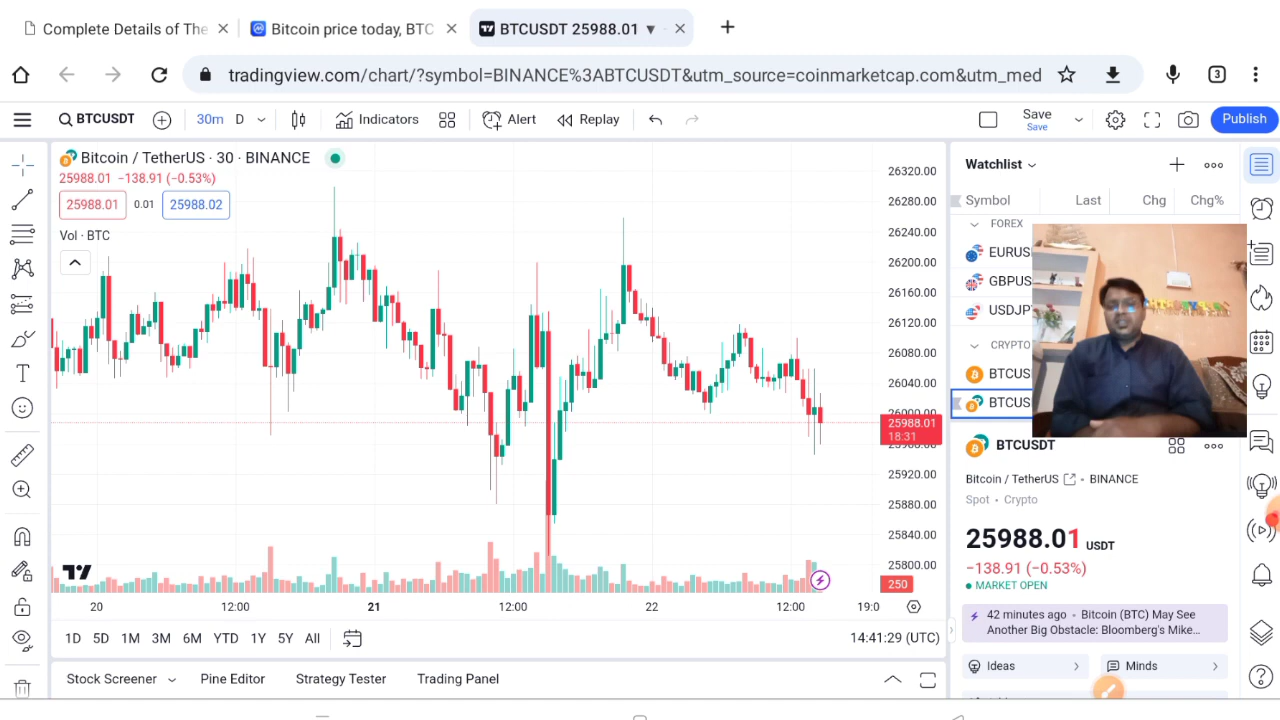 Complete Details of The
Bitcoin price today, BTC
BTCUSDT 25988.01 ▼
tradingview.com/chart/?symbol=BINANCE%3ABTCUSDT&utm_source=coinmarketcap.com&utm_med
3
BTCUSDT
30m D
Indicators
Alert
Replay
Save
Save
Publish
Bitcoin / TetherUS · 30 · BINANCE
25988.01 −138.91 (−0.53%)
25988.01 0.01 25988.02
Vol · BTC
26320.00
26280.00
26240.00
26200.00
26160.00
26120.00
26080.00
26040.00
26000.00
25988.01
18:31
25920.00
25880.00
25840.00
25800.00
250
20 12:00 21 12:00 22 12:00 19:0
1D 5D 1M 3M 6M YTD 1Y 5Y All
14:41:29 (UTC)
Stock Screener Pine Editor Strategy Tester Trading Panel
Watchlist
Symbol Last Chg Chg%
FOREX
EURUS
GBPUS
USDJP
CRYPTO
BTCUS
BTCUS
BTCUSDT
Bitcoin / TetherUS • BINANCE
Spot • Crypto
25988.01 USDT
−138.91 (−0.53%)
MARKET OPEN
42 minutes ago • Bitcoin (BTC) May See
Another Big Obstacle: Bloomberg's Mike...
Ideas
Minds